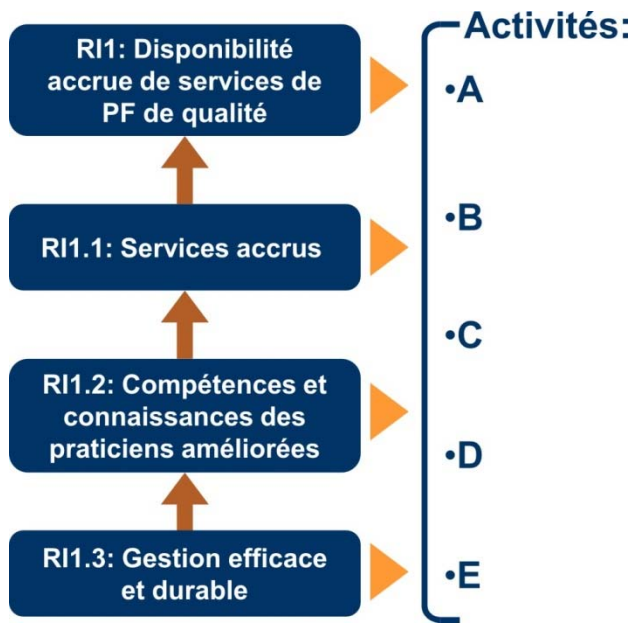 RI1: Disponibilité
accrue de services de
PF de qualité
RI1.1: Services accrus
RI1.2: Compétences et
connaissances des
praticiens améliorées
RI1.3: Gestion efficace
et durable
Activités:
•A
•B
•C
•D
•E